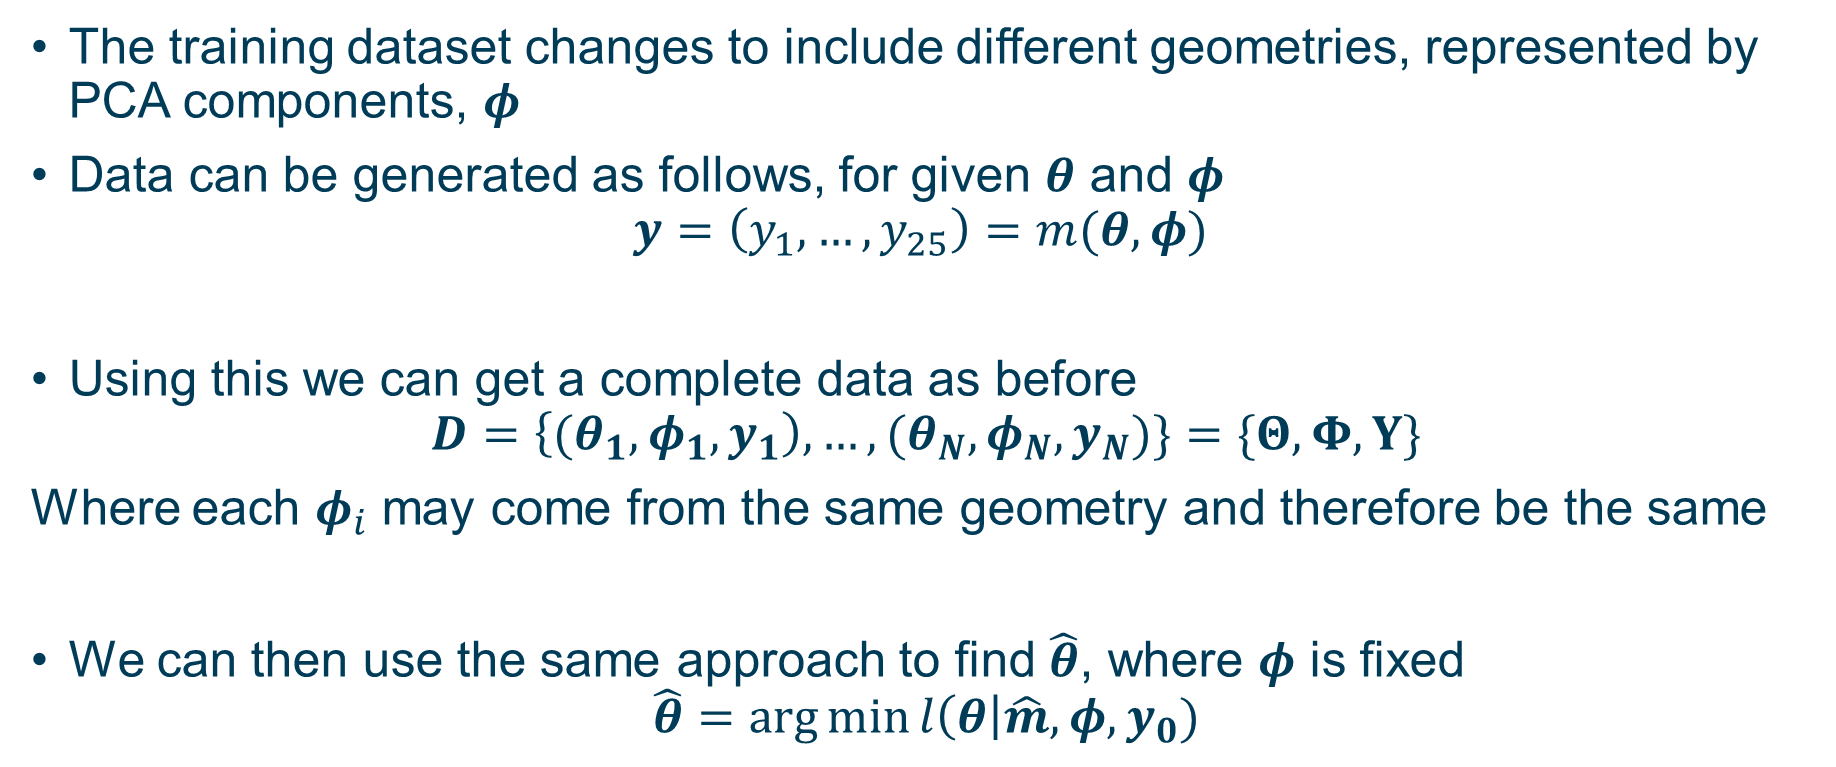 • The training dataset changes to include different geometries, represented by
PCA components, 𝝓
• Data can be generated as follows, for given 𝜽 and 𝝓
𝒚 = (𝑦₁, … , 𝑦₂₅) = 𝑚(𝜽, 𝝓)
• Using this we can get a complete data as before
𝑫 = {(𝜽₁, 𝝓₁, 𝒚₁), … , (𝜽_N, 𝝓_N, 𝒚_N)} = {𝚯, 𝚽, 𝐘}
Where each 𝝓ᵢ may come from the same geometry and therefore be the same
• We can then use the same approach to find 𝜽̂, where 𝝓 is fixed
𝜽̂ = arg min 𝑙(𝜽|𝒎̂, 𝝓, 𝒚₀)